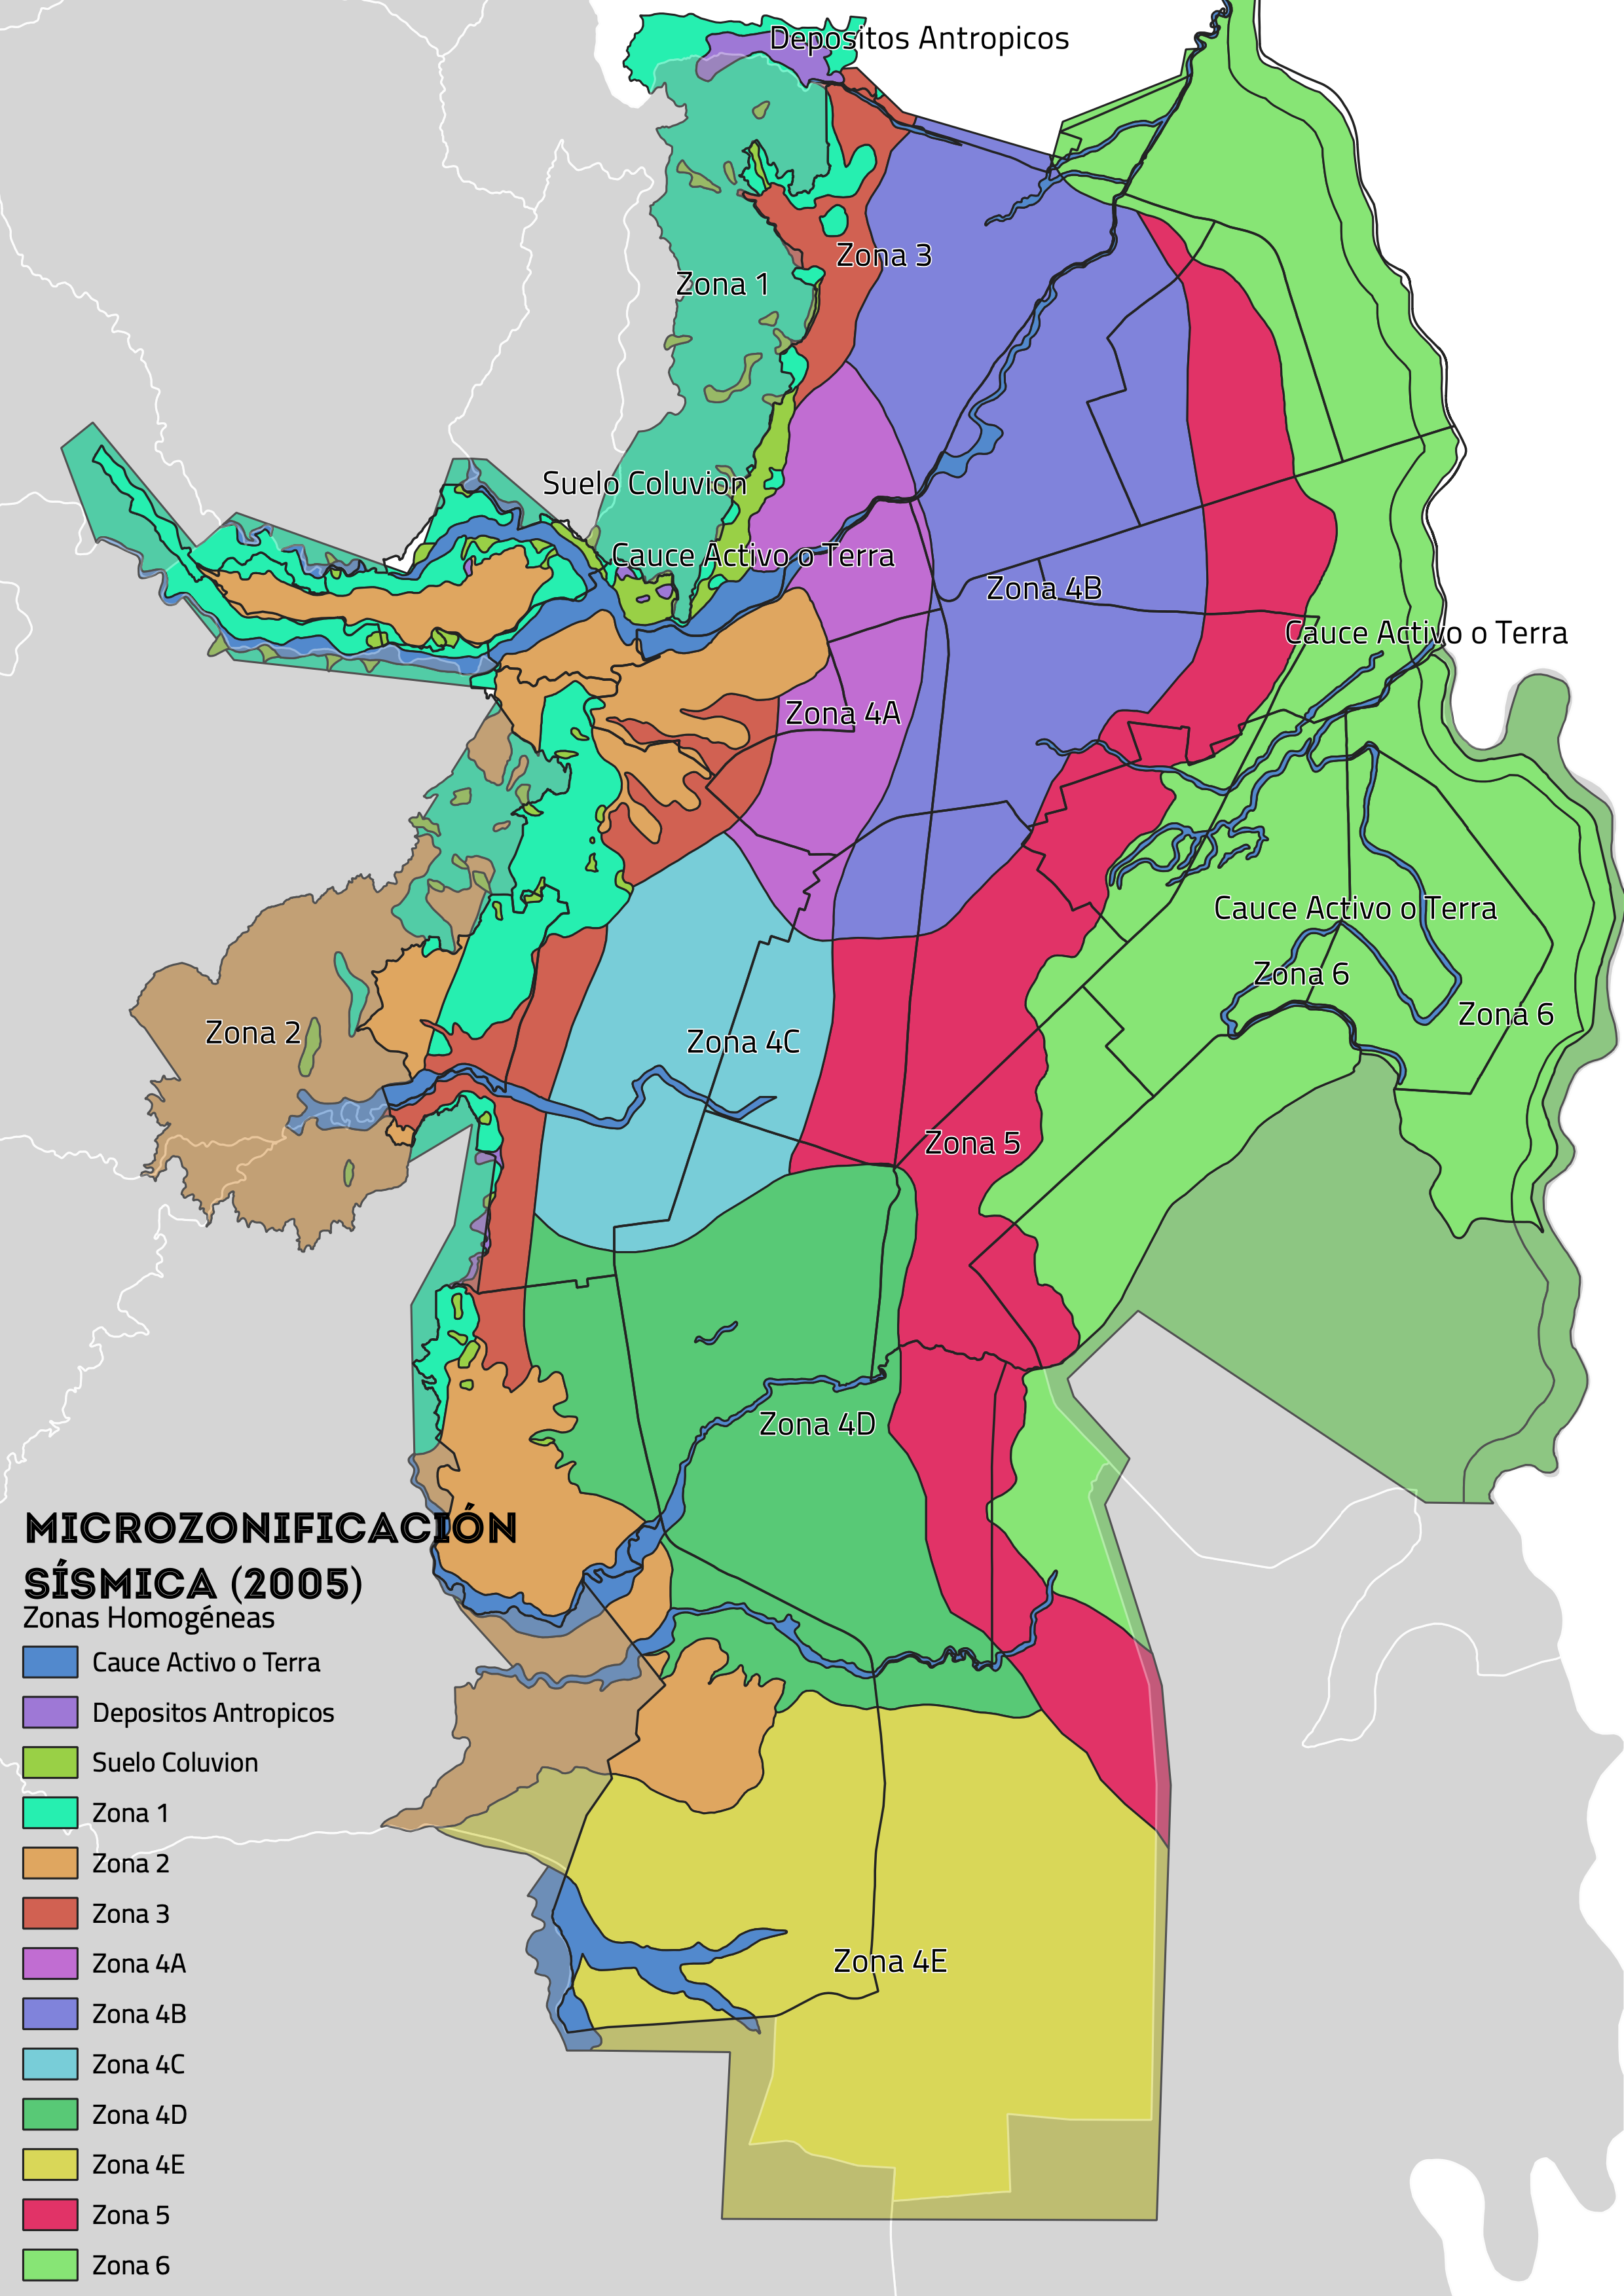 Depositos Antropicos
Zona 3
Zona 1
Suelo Coluvion
Cauce Activo o Terra
Zona 4B
Cauce Activo o Terra
Zona 4A
Cauce Activo o Terra
Zona 6
Zona 6
Zona 2
Zona 4C
Zona 5
Zona 4D
Zona 4E
MICROZONIFICACIÓN
SÍSMICA (2005)
Zonas Homogéneas
Cauce Activo o Terra
Depositos Antropicos
Suelo Coluvion
Zona 1
Zona 2
Zona 3
Zona 4A
Zona 4B
Zona 4C
Zona 4D
Zona 4E
Zona 5
Zona 6